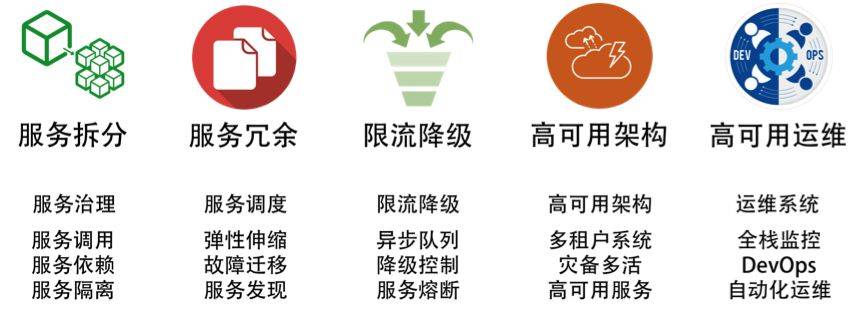 DEV OPS
服务拆分 服务冗余 限流降级 高可用架构 高可用运维
服务治理 服务调度 限流降级 高可用架构 运维系统
服务调用 弹性伸缩 异步队列 多租户系统 全栈监控
服务依赖 故障迁移 降级控制 灾备多活 DevOps
服务隔离 服务发现 服务熔断 高可用服务 自动化运维